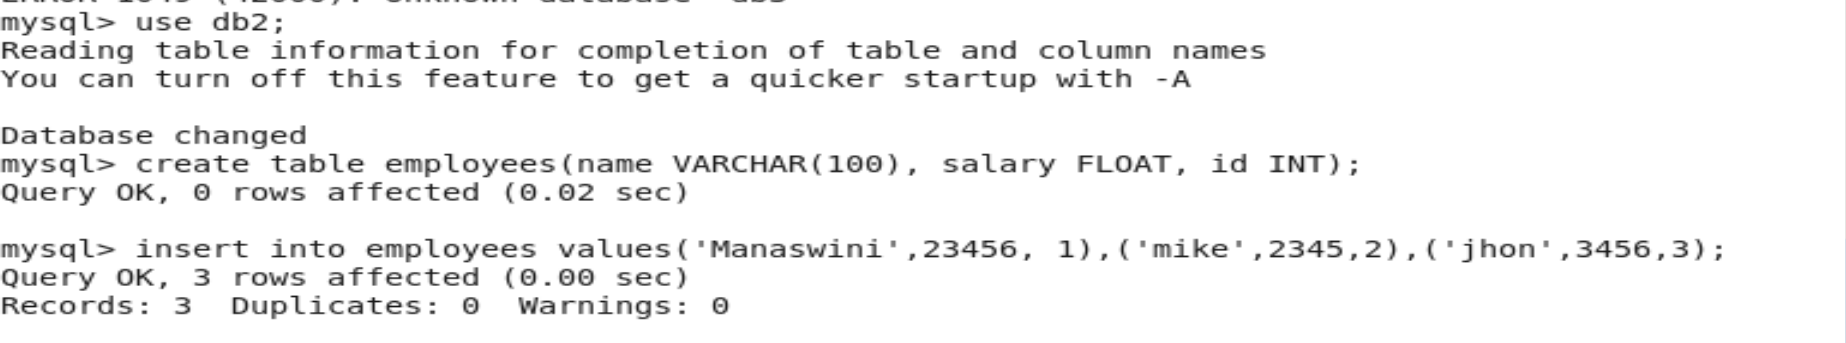 mysql> use db2;
Reading table information for completion of table and column names
You can turn off this feature to get a quicker startup with -A
Database changed
mysql> create table employees(name VARCHAR(100), salary FLOAT, id INT);
Query OK, 0 rows affected (0.02 sec)
mysql> insert into employees values('Manaswini',23456, 1),('mike',2345,2),('jhon',3456,3);
Query OK, 3 rows affected (0.00 sec)
Records: 3  Duplicates: 0  Warnings: 0